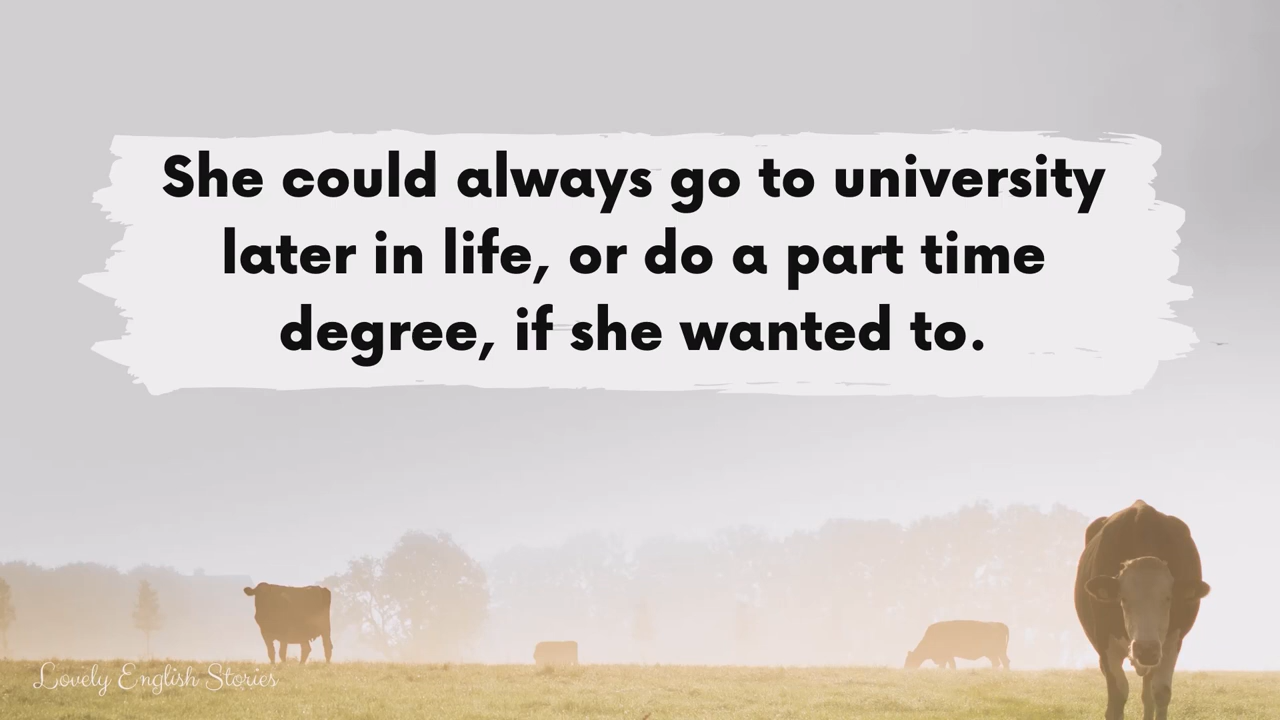 She could always go to university
later in life, or do a part time
degree, if she wanted to.
Lovely English Stories